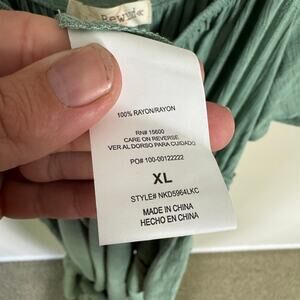 100% RAYON/RAYON
RN# 15600
CARE ON REVERSE
VER AL DORSO PARA CUIDADO
PO# 100-00122222
XL
STYLE# NKD5964LKC
MADE IN CHINA
HECHO EN CHINA